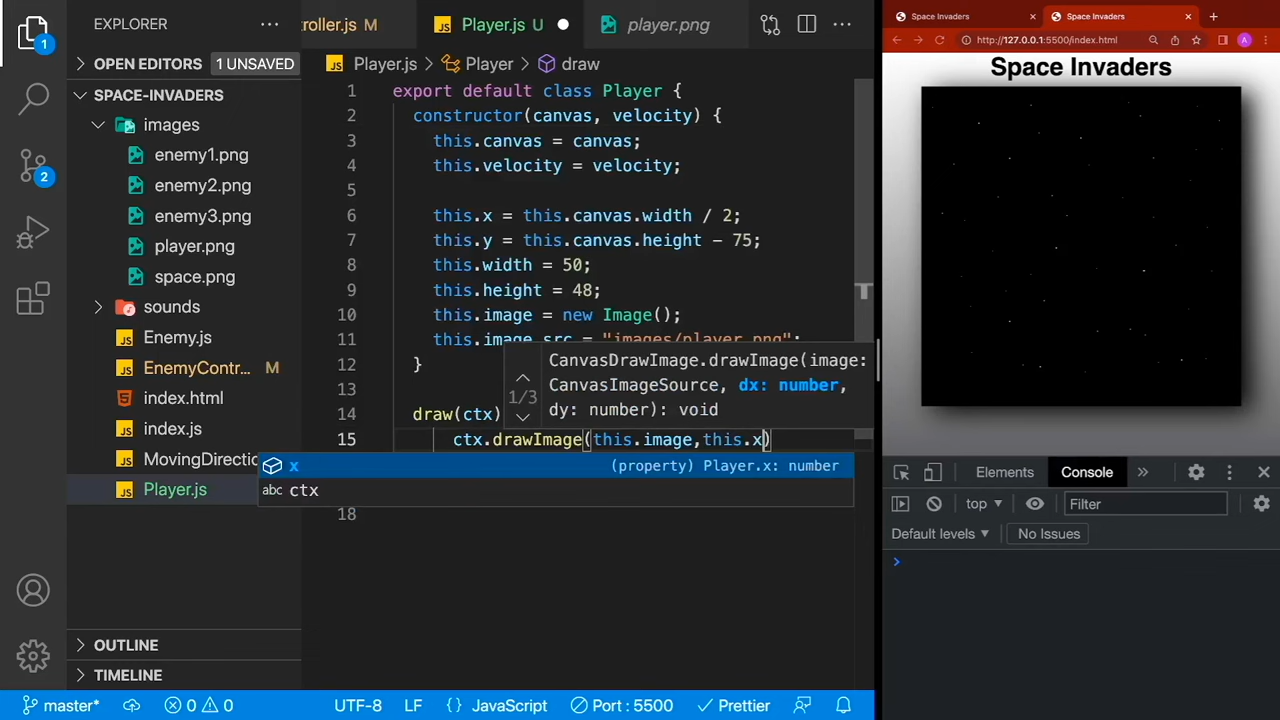 EXPLORER
1
OPEN EDITORS
1 UNSAVED
SPACE-INVADERS
images
enemy1.png
enemy2.png
enemy3.png
player.png
space.png
sounds
Enemy.js
EnemyContr... M
index.html
index.js
MovingDirectio
Player.js
2
OUTLINE
TIMELINE
troller.js M
Player.js U
player.png
Player.js Player draw
1 export default class Player {
2 constructor(canvas, velocity) {
3 this.canvas = canvas;
4 this.velocity = velocity;
5
6 this.x = this.canvas.width / 2;
7 this.y = this.canvas.height - 75;
8 this.width = 50;
9 this.height = 48;
10 this.image = new Image();
11 this.image.src = "images/player.png";
12 }
13
14 draw(ctx)
15 ctx.drawImage(this.image,this.x)
18
1/3
CanvasDrawImage.drawImage(image:
CanvasImageSource, dx: number,
dy: number): void
x (property) Player.x: number
abc ctx
master* 0 0 UTF-8 LF { } JavaScript Port : 5500 Prettier
Space Invaders
Space Invaders
http://127.0.0.1:5500/index.html
A
Space Invaders
Elements Console
top Filter
Default levels No Issues